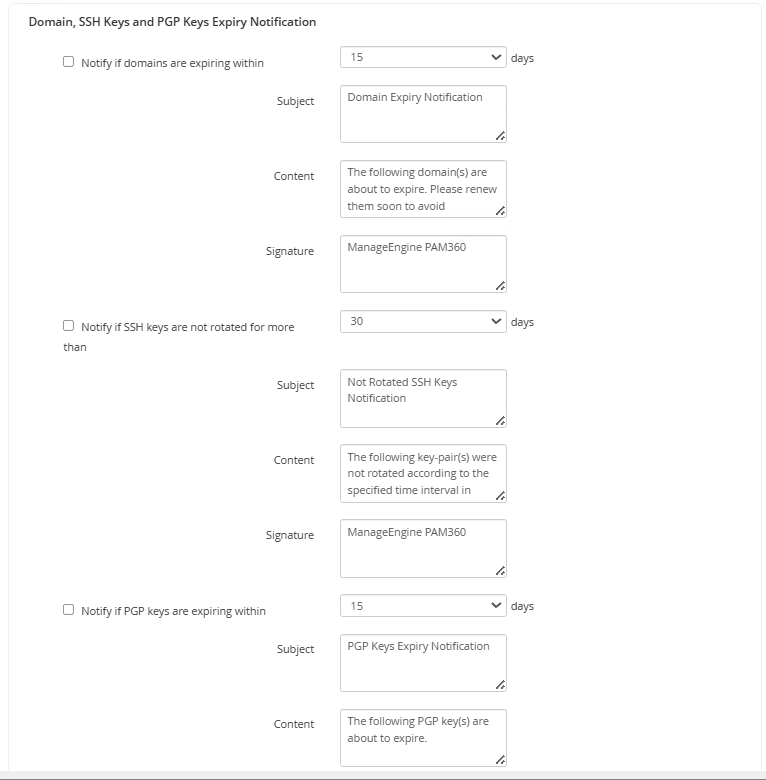 Domain, SSH Keys and PGP Keys Expiry Notification
Notify if domains are expiring within
15
days
Subject
Domain Expiry Notification
Content
The following domain(s) are
about to expire. Please renew
them soon to avoid
Signature
ManageEngine PAM360
Notify if SSH keys are not rotated for more
than
30
days
Subject
Not Rotated SSH Keys
Notification
Content
The following key-pair(s) were
not rotated according to the
specified time interval in
Signature
ManageEngine PAM360
Notify if PGP keys are expiring within
15
days
Subject
PGP Keys Expiry Notification
Content
The following PGP key(s) are
about to expire.